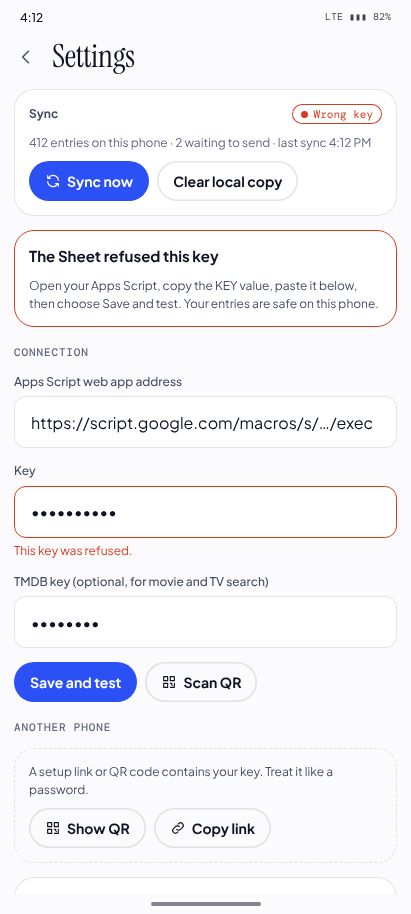 4:12
LTE 82%
Settings
Sync
Wrong key
412 entries on this phone · 2 waiting to send · last sync 4:12 PM
Sync now
Clear local copy
The Sheet refused this key
Open your Apps Script, copy the KEY value, paste it below,
then choose Save and test. Your entries are safe on this phone.
CONNECTION
Apps Script web app address
https://script.google.com/macros/s/…/exec
Key
••••••••••
This key was refused.
TMDB key (optional, for movie and TV search)
••••••••
Save and test
Scan QR
ANOTHER PHONE
A setup link or QR code contains your key. Treat it like a
password.
Show QR
Copy link